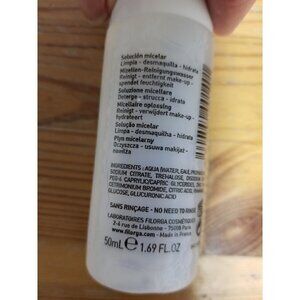 Solución micelar
Limpia - desmaquilla - hidrata
Mizellen-Reinigungswasser
Reinigt - entfernt make-up -
spendet feuchtigkeit
Soluzione micellare
Deterge - strucca - idrata
Micellaire oplossing
Reinigt - verwijdert make-up -
hydrateert
Solução micelar
Limpa - desmaquilha - hidrata
Płyn micelarny
Oczyszcza - usuwa makijaż -
nawilża
INGREDIENTS: AQUA (WATER, EAU),
SODIUM CITRATE, TREHALOSE, DISODIUM
PEG-6 CAPRYLIC/CAPRIC GLYCERIDES,
CETRIMONIUM BROMIDE, CITRIC ACID,
GLUCOSE, GLUCURONIC ACID
SANS RINÇAGE - NO NEED TO RINSE
LABORATOIRES FILORGA COSMÉTIQUES
2-4 rue de Lisbonne - 75008 Paris
www.filorga.com - Made in France
50mL ℮ 1.69 FL.OZ